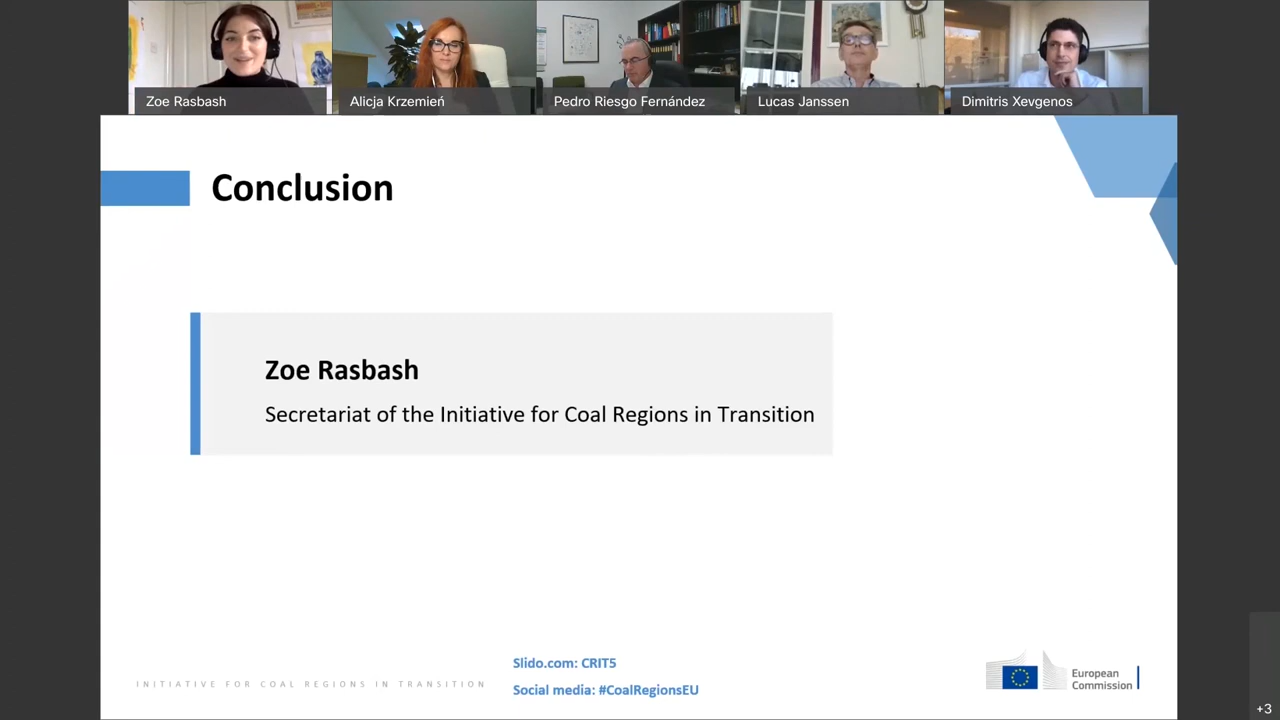 Zoe Rasbash
Alicja Krzemień
Pedro Riesgo Fernández
Lucas Janssen
Dimitris Xevgenos
Conclusion
Zoe Rasbash
Secretariat of the Initiative for Coal Regions in Transition
Slido.com: CRIT5
INITIATIVE FOR COAL REGIONS IN TRANSITION
Social media: #CoalRegionsEU
European
Commission
+3